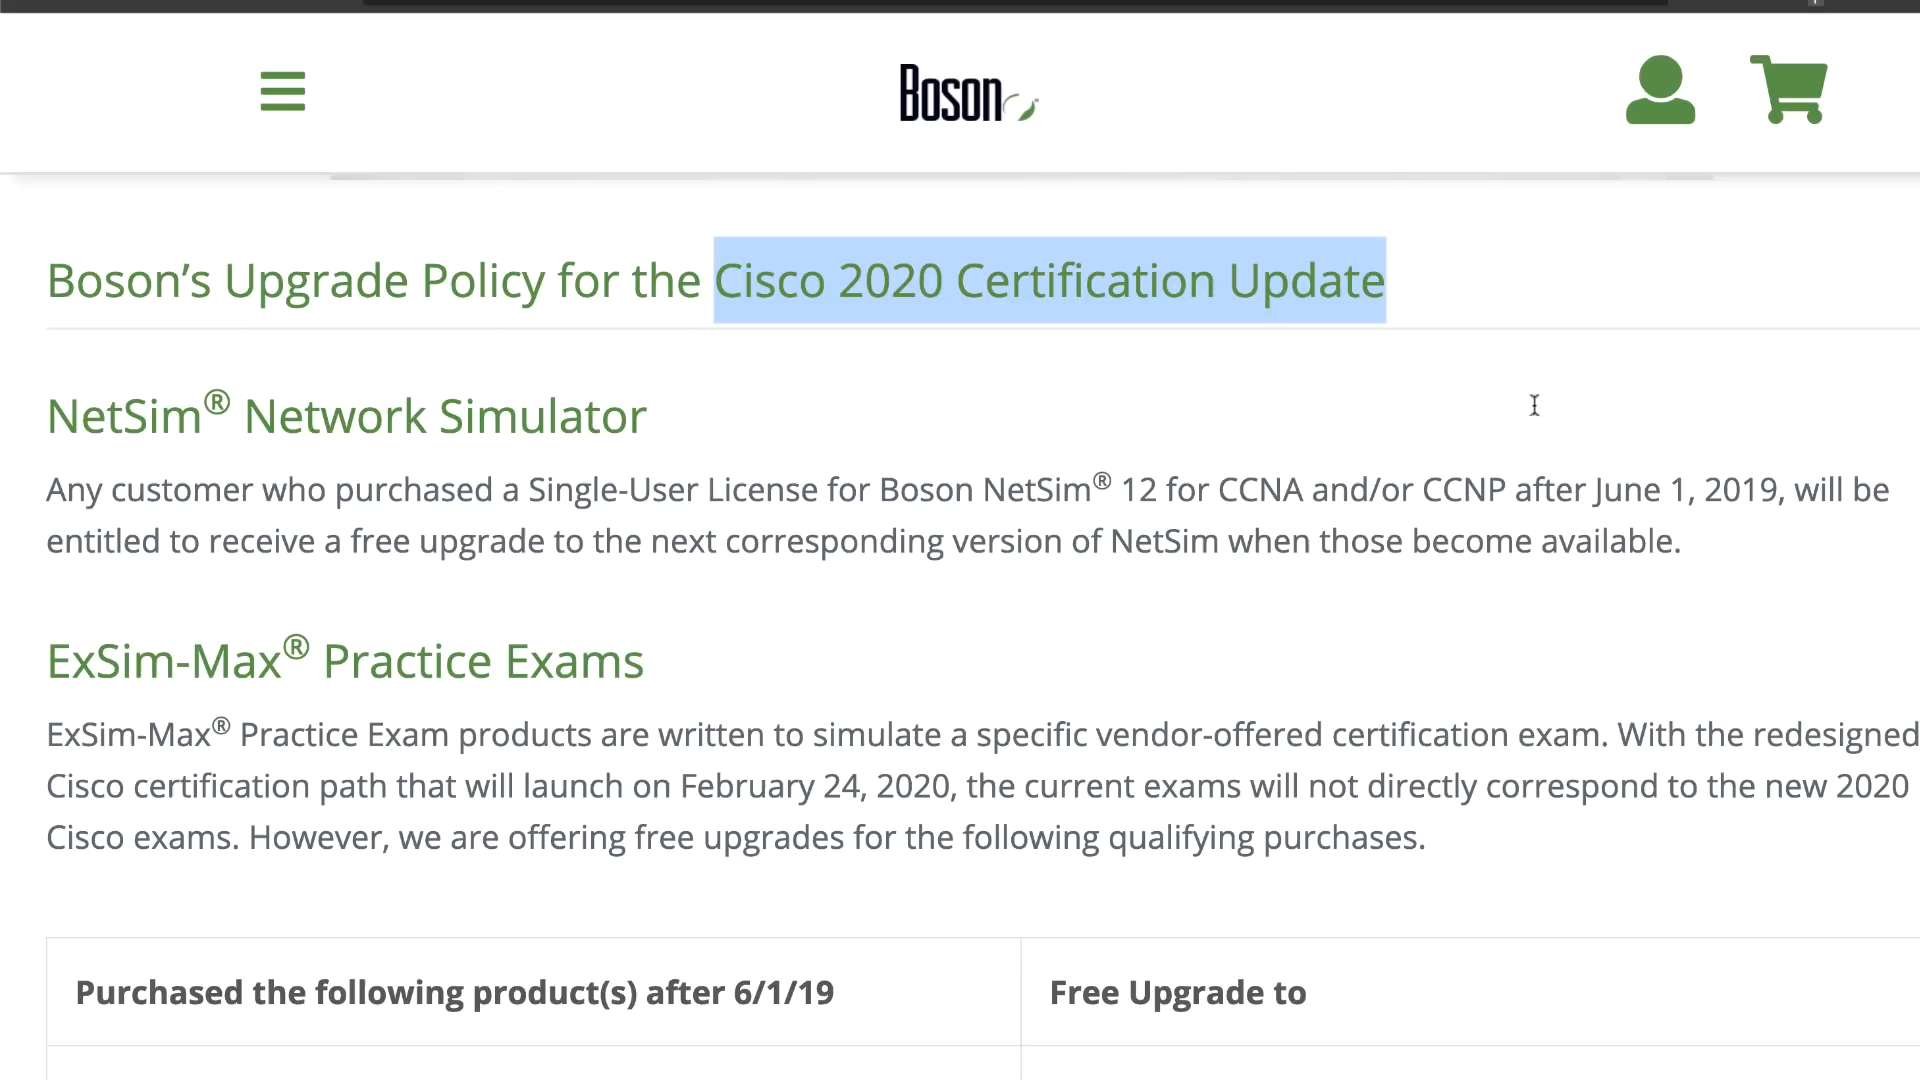 Boson
Boson’s Upgrade Policy for the Cisco 2020 Certification Update
NetSim® Network Simulator
Any customer who purchased a Single-User License for Boson NetSim® 12 for CCNA and/or CCNP after June 1, 2019, will be
entitled to receive a free upgrade to the next corresponding version of NetSim when those become available.
ExSim-Max® Practice Exams
ExSim-Max® Practice Exam products are written to simulate a specific vendor-offered certification exam. With the redesigned
Cisco certification path that will launch on February 24, 2020, the current exams will not directly correspond to the new 2020
Cisco exams. However, we are offering free upgrades for the following qualifying purchases.
Purchased the following product(s) after 6/1/19
Free Upgrade to